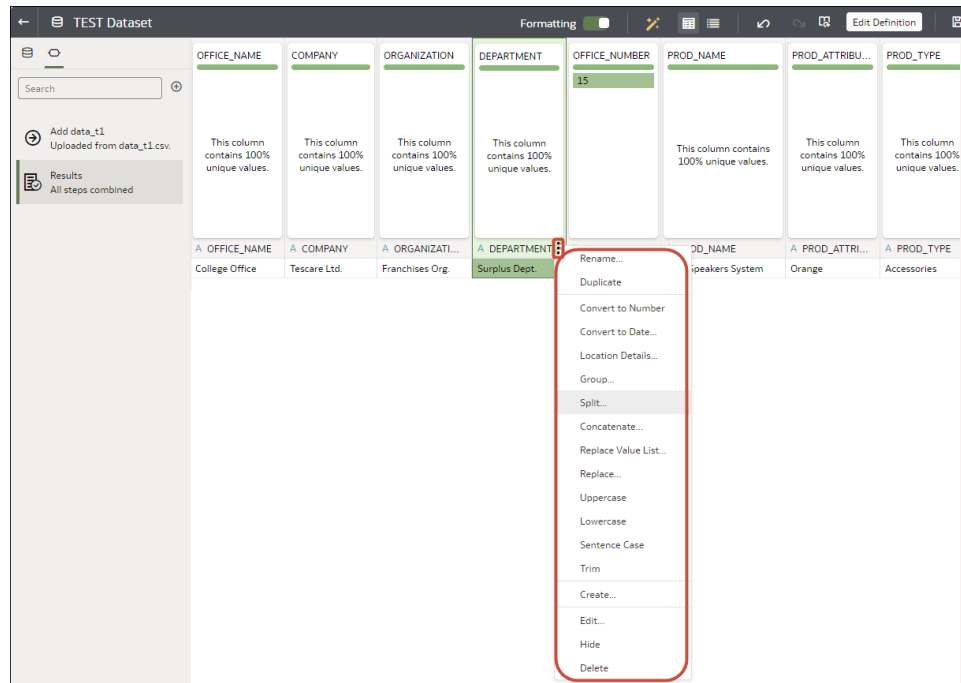 TEST Dataset
Formatting
Edit Definition
Search
Add data_t1
Uploaded from data_t1.csv.
Results
All steps combined
OFFICE_NAME COMPANY ORGANIZATION DEPARTMENT OFFICE_NUMBER PROD_NAME PROD_ATTRIBU... PROD_TYPE
15
This column
contains 100%
unique values.
This column
contains 100%
unique values.
This column
contains 100%
unique values.
This column
contains 100%
unique values.
This column contains
100% unique values.
This column
contains 100%
unique values.
This column
contains 100%
unique values.
A OFFICE_NAME A COMPANY A ORGANIZATI... A DEPARTMENT OD_NAME A PROD_ATTRI... A PROD_TYPE
College Office Tescare Ltd. Franchises Org. Surplus Dept. Speakers System Orange Accessories
Rename...
Duplicate
Convert to Number
Convert to Date...
Location Details...
Group...
Split...
Concatenate...
Replace Value List...
Replace...
Uppercase
Lowercase
Sentence Case
Trim
Create...
Edit...
Hide
Delete